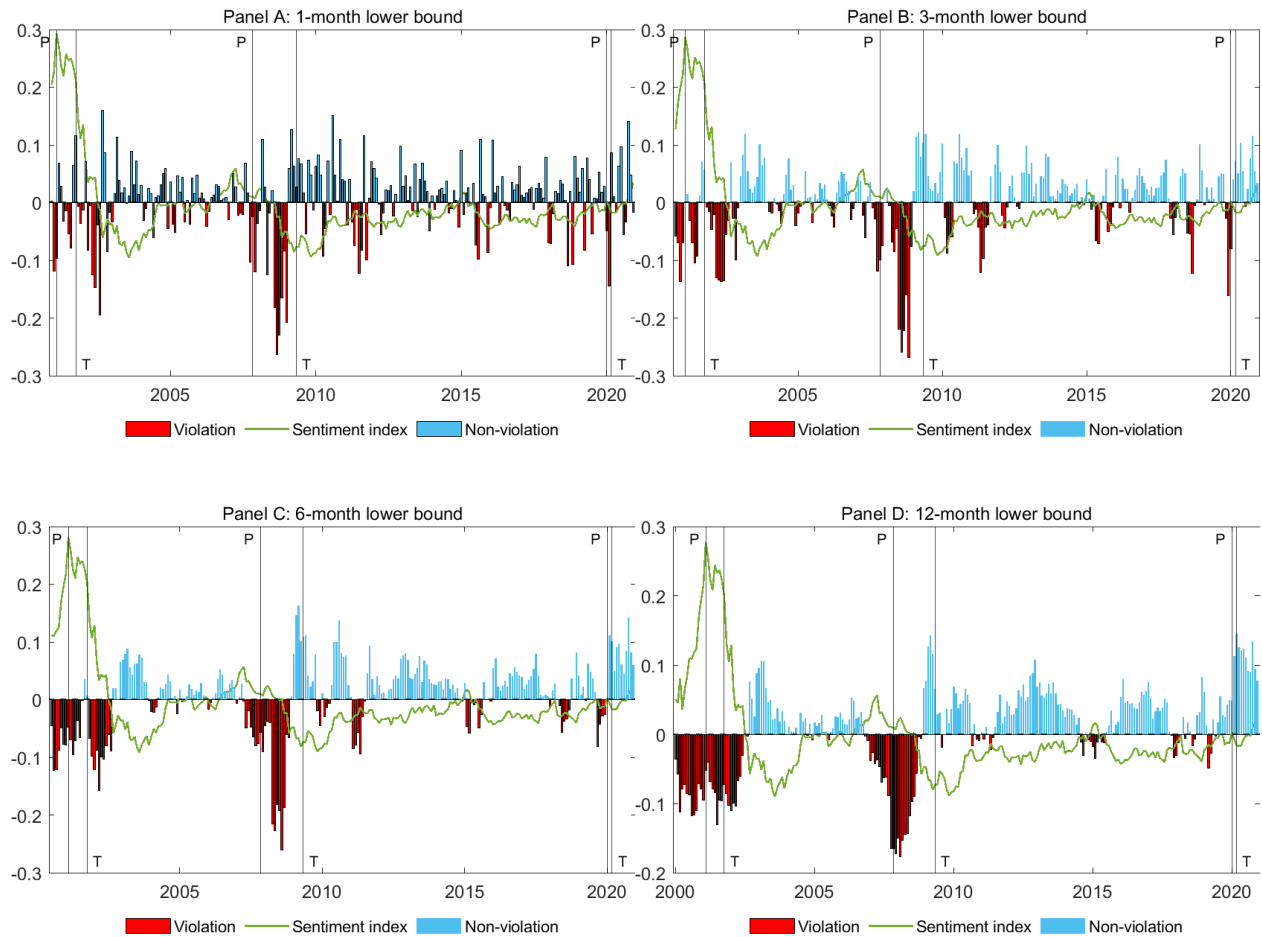 Panel A: 1-month lower bound
0.3
P
P
P
0.2
0.1
0
-0.1
-0.2
T
T
T
-0.3
2005
2010
2015
2020
Violation
Sentiment index
Non-violation
Panel B: 3-month lower bound
0.3
P
P
P
0.2
0.1
0
-0.1
-0.2
T
T
T
-0.3
2005
2010
2015
2020
Violation
Sentiment index
Non-violation
Panel C: 6-month lower bound
0.3
P
P
P
0.2
0.1
0
-0.1
-0.2
T
T
T
-0.3
2005
2010
2015
2020
Violation
Sentiment index
Non-violation
Panel D: 12-month lower bound
0.3
P
P
P
0.2
0.1
0
-0.1
T
T
T
-0.2
2000
2005
2010
2015
2020
Violation
Sentiment index
Non-violation